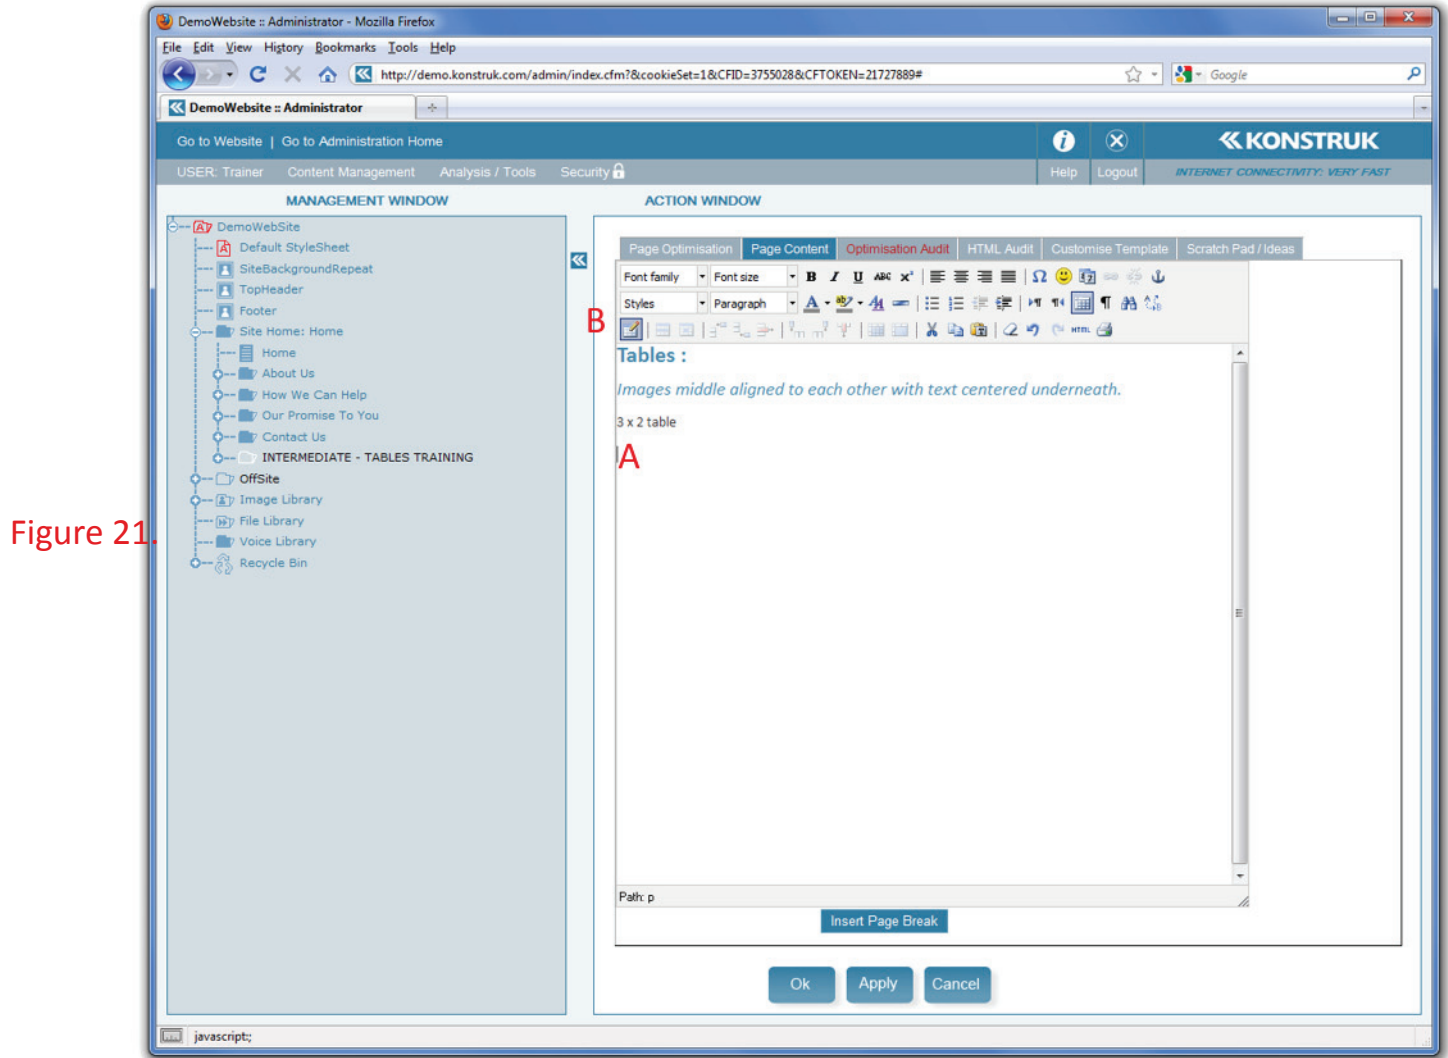 DemoWebsite :: Administrator - Mozilla Firefox
File Edit View History Bookmarks Tools Help
http://demo.konstruk.com/admin/index.cfm?&cookieSet=1&CFID=3755028&CFTOKEN=21727889#
Google
DemoWebsite :: Administrator
Go to Website | Go to Administration Home
KONSTRUK
USER: Trainer Content Management Analysis / Tools Security
Help Logout
INTERNET CONNECTIVITY: VERY FAST
MANAGEMENT WINDOW
DemoWebSite
Default StyleSheet
SiteBackgroundRepeat
TopHeader
Footer
Site Home: Home
Home
About Us
How We Can Help
Our Promise To You
Contact Us
INTERMEDIATE - TABLES TRAINING
OffSite
Image Library
File Library
Voice Library
Recycle Bin
Figure 21.
ACTION WINDOW
Page Optimisation Page Content Optimisation Audit HTML Audit Customise Template Scratch Pad / Ideas
Font family Font size B I U ABC x² Ω
Styles Paragraph A ab A ¶
B
HTML
Tables :
Images middle aligned to each other with text centered underneath.
3 x 2 table
A
Path: p
Insert Page Break
Ok Apply Cancel
javascript:;